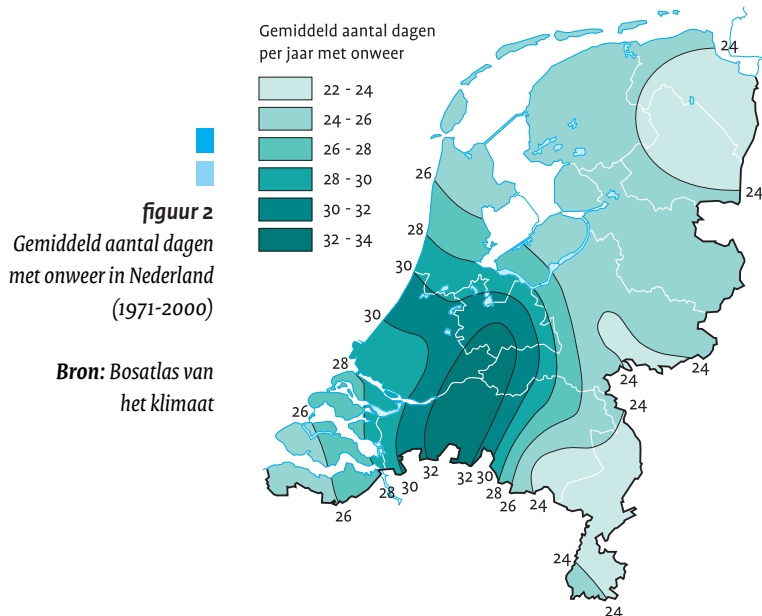 Gemiddeld aantal dagen
per jaar met onweer
22 - 24
24 - 26
26 - 28
28 - 30
30 - 32
32 - 34
figuur 2
Gemiddeld aantal dagen
met onweer in Nederland
(1971-2000)
Bron: Bosatlas van
het klimaat
24
24
26
28
30
30
28
26
26
28
30
32
32
30
28
26
24
24
24
24
24
24